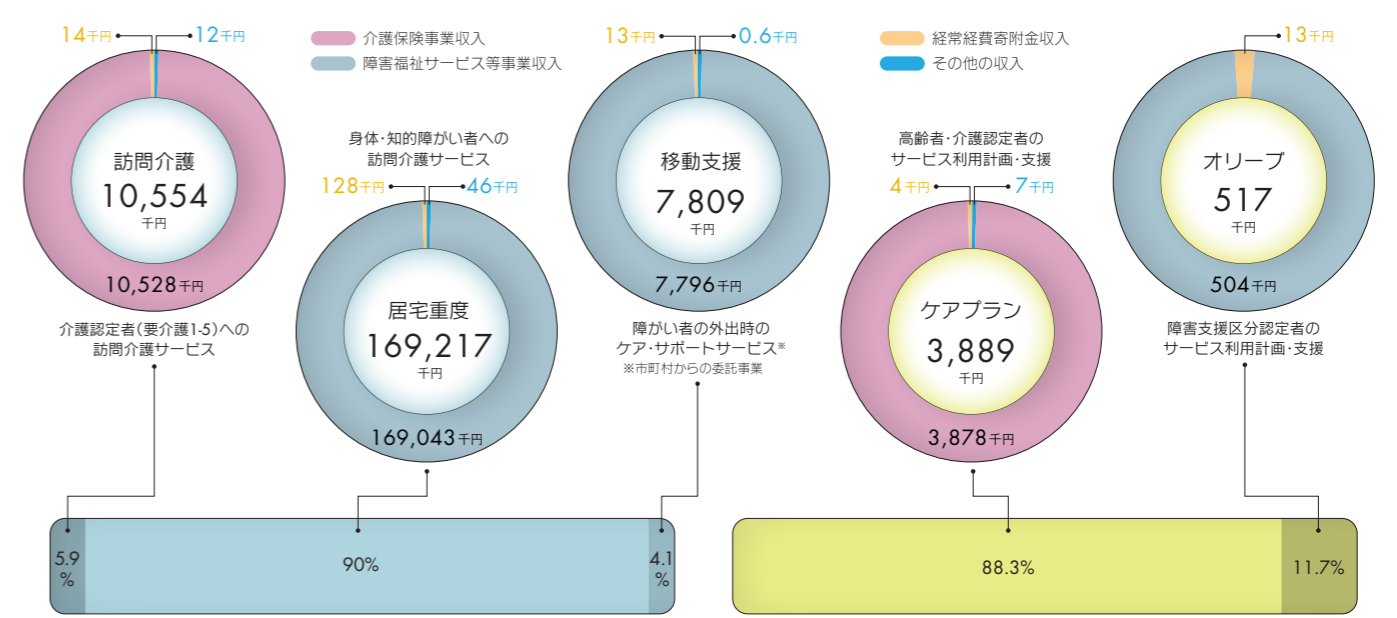 介護保険事業収入
障害福祉サービス等事業収入
経常経費寄附金収入
その他の収入
14千円
12千円
訪問介護
10,554
千円
10,528千円
介護認定者(要介護1-5)への
訪問介護サービス
身体・知的障がい者への
訪問介護サービス
128千円
46千円
居宅重度
169,217
千円
169,043千円
13千円
0.6千円
移動支援
7,809
千円
7,796千円
障がい者の外出時の
ケア・サポートサービス※
※市町村からの委託事業
高齢者・介護認定者の
サービス利用計画・支援
4千円
7千円
ケアプラン
3,889
千円
3,878千円
13千円
オリーブ
517
千円
504千円
障害支援区分認定者の
サービス利用計画・支援
5.9
%
90%
4.1
%
88.3%
11.7%